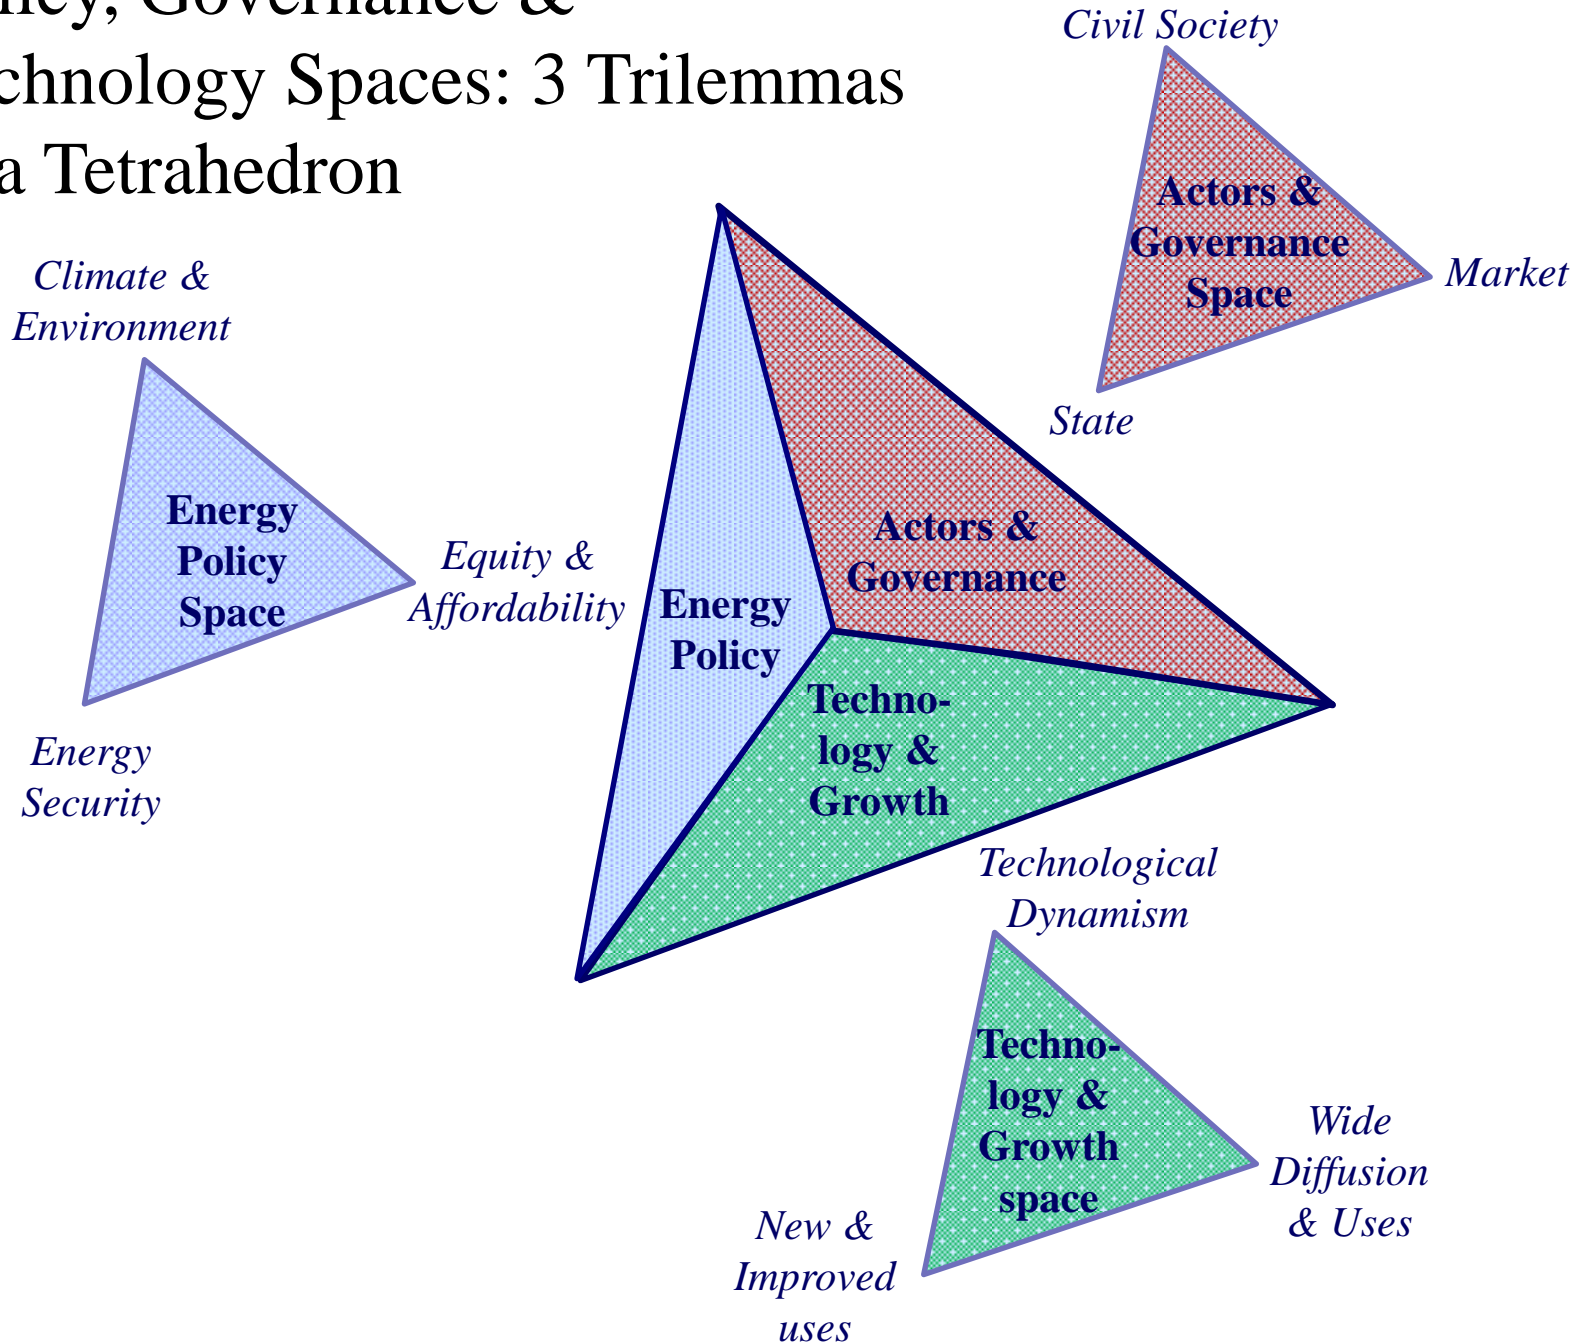 Governance &
Spaces: 3 Trilemmas
a Tetrahedron
Civil Society
Actors &
Governance
Space
Market
State
Climate &
Environment
Energy
Policy
Space
Equity &
Affordability
Energy
Security
Actors &
Governance
Energy
Policy
Techno-
logy &
Growth
Technological
Dynamism
Techno-
logy &
Growth
space
Wide
Diffusion
& Uses
New &
Improved
uses